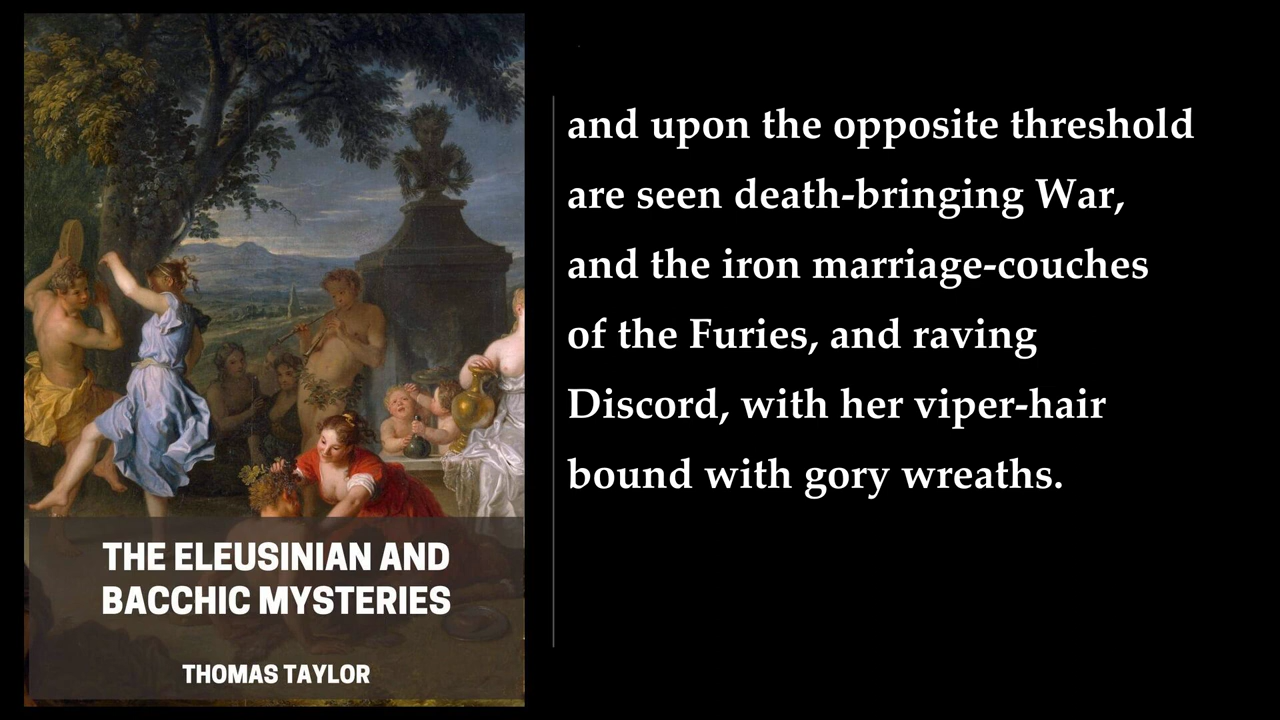 and upon the opposite threshold
are seen death-bringing War,
and the iron marriage-couches
of the Furies, and raving
Discord, with her viper-hair
bound with gory wreaths.
THE ELEUSINIAN AND
BACCHIC MYSTERIES
THOMAS TAYLOR